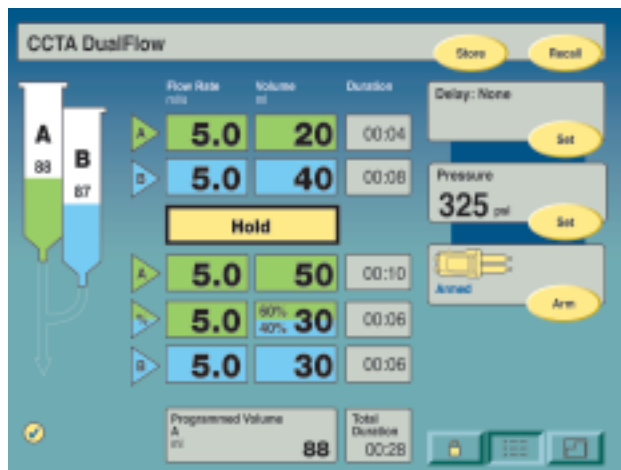 CCTA DualFlow
Store
Recall
Flow Rate
ml/s
Volume
ml
Duration
Delay: None
Set
A
88
B
87
A 5.0 20 00:04
B 5.0 40 00:08
Hold
Pressure
325 psi
Set
A 5.0 50 00:10
% 5.0 60% 40% 30 00:06
B 5.0 30 00:06
Armed
Arm
Programmed Volume
A
ml
88
Total
Duration
00:28